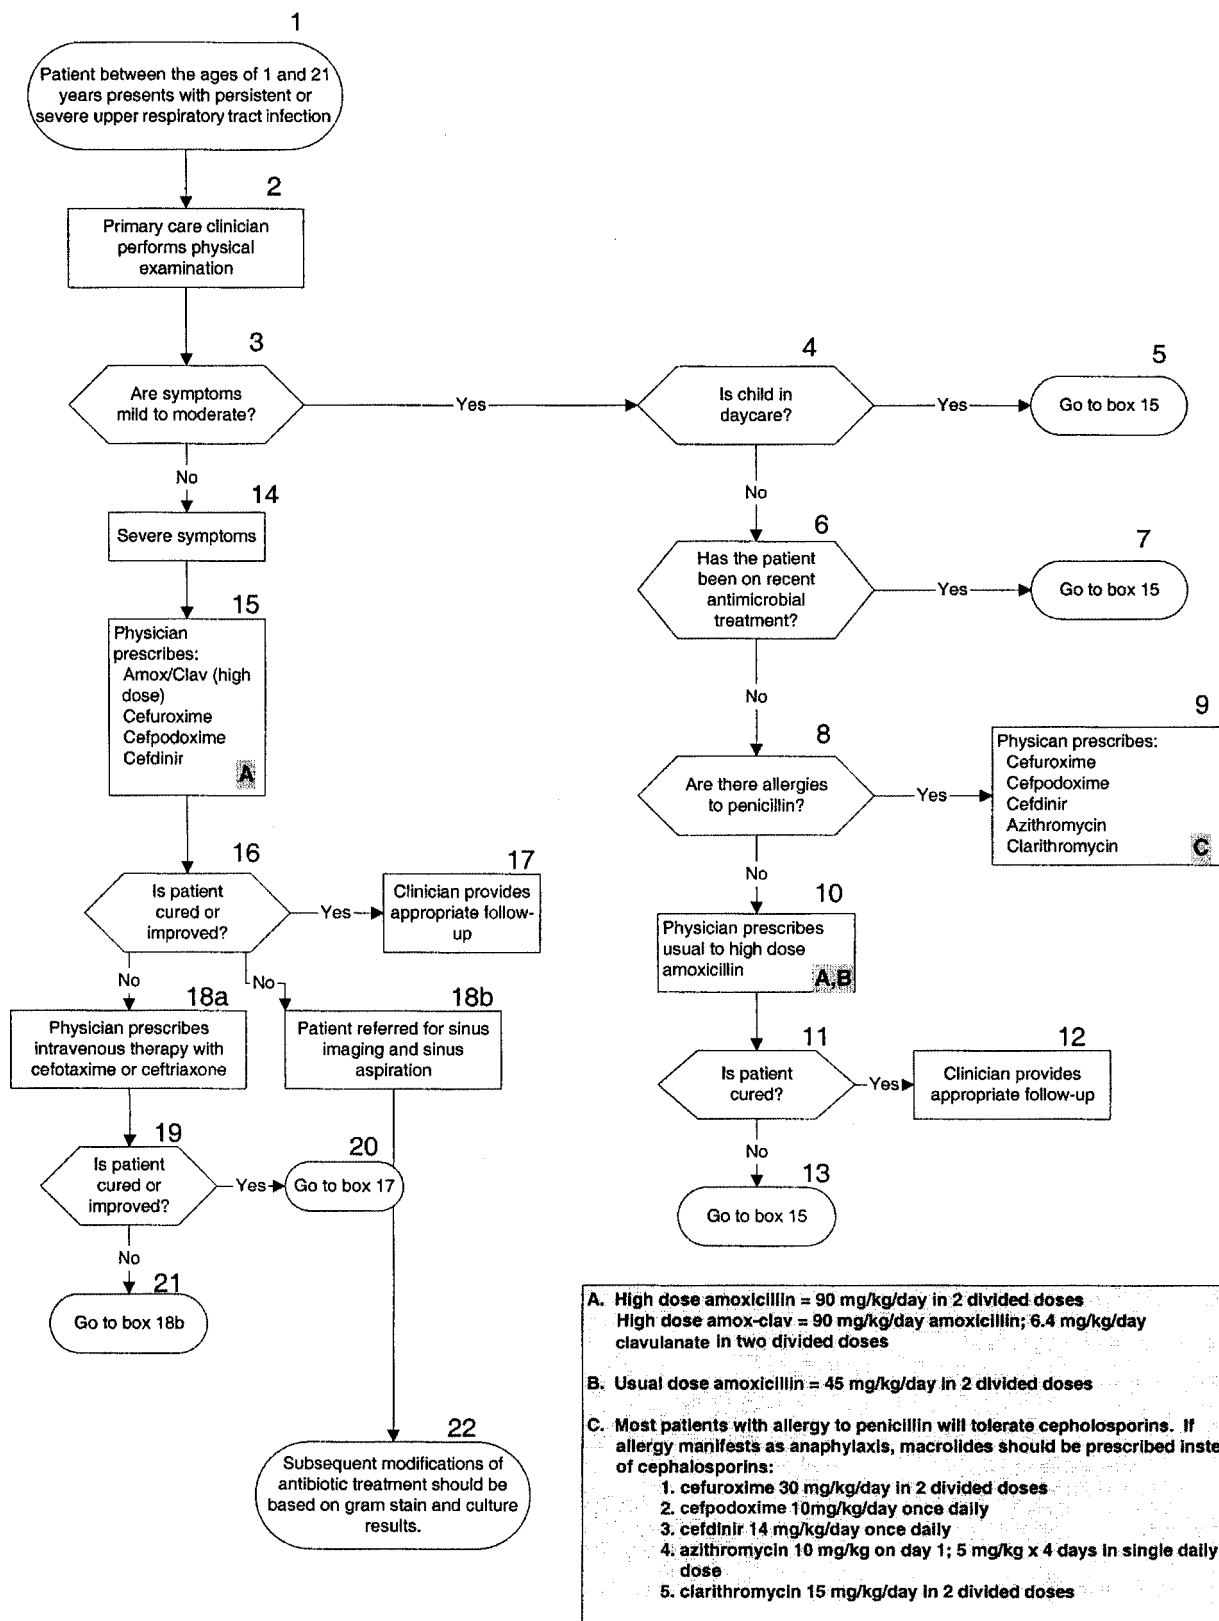 1
Patient between the ages of 1 and 21
years presents with persistent or
severe upper respiratory tract infection
2
Primary care clinician
performs physical
examination
3
Are symptoms
mild to moderate?
Yes
4
Is child in
daycare?
Yes
5
Go to box 15
No
14
Severe symptoms
No
6
Has the patient
been on recent
antimicrobial
treatment?
Yes
7
Go to box 15
15
Physician
prescribes:
Amox/Clav (high
dose)
Cefuroxime
Cefpodoxime
Cefdinir
A
No
8
Are there allergies
to penicillin?
Yes
9
Physican prescribes:
Cefuroxime
Cefpodoxime
Cefdinir
Azithromycin
Clarithromycin
C
16
Is patient
cured or
improved?
Yes
17
Clinician provides
appropriate follow-
up
No
10
Physician prescribes
usual to high dose
amoxicillin
A,B
No
No
18a
Physician prescribes
intravenous therapy with
cefotaxime or ceftriaxone
18b
Patient referred for sinus
imaging and sinus
aspiration
11
Is patient
cured?
Yes
12
Clinician provides
appropriate follow-up
19
Is patient
cured or
improved?
Yes
20
Go to box 17
No
13
Go to box 15
No
21
Go to box 18b
22
Subsequent modifications of
antibiotic treatment should be
based on gram stain and culture
results.
A. High dose amoxicillin = 90 mg/kg/day in 2 divided doses
High dose amox-clav = 90 mg/kg/day amoxicillin; 6.4 mg/kg/day
clavulanate in two divided doses
B. Usual dose amoxicillin = 45 mg/kg/day in 2 divided doses
C. Most patients with allergy to penicillin will tolerate cepholosporins. If
allergy manifests as anaphylaxis, macrolides should be prescribed inste
of cephalosporins:
1. cefuroxime 30 mg/kg/day in 2 divided doses
2. cefpodoxime 10mg/kg/day once daily
3. cefdinir 14 mg/kg/day once daily
4. azithromycin 10 mg/kg on day 1; 5 mg/kg x 4 days in single daily
dose
5. clarithromycin 15 mg/kg/day in 2 divided doses